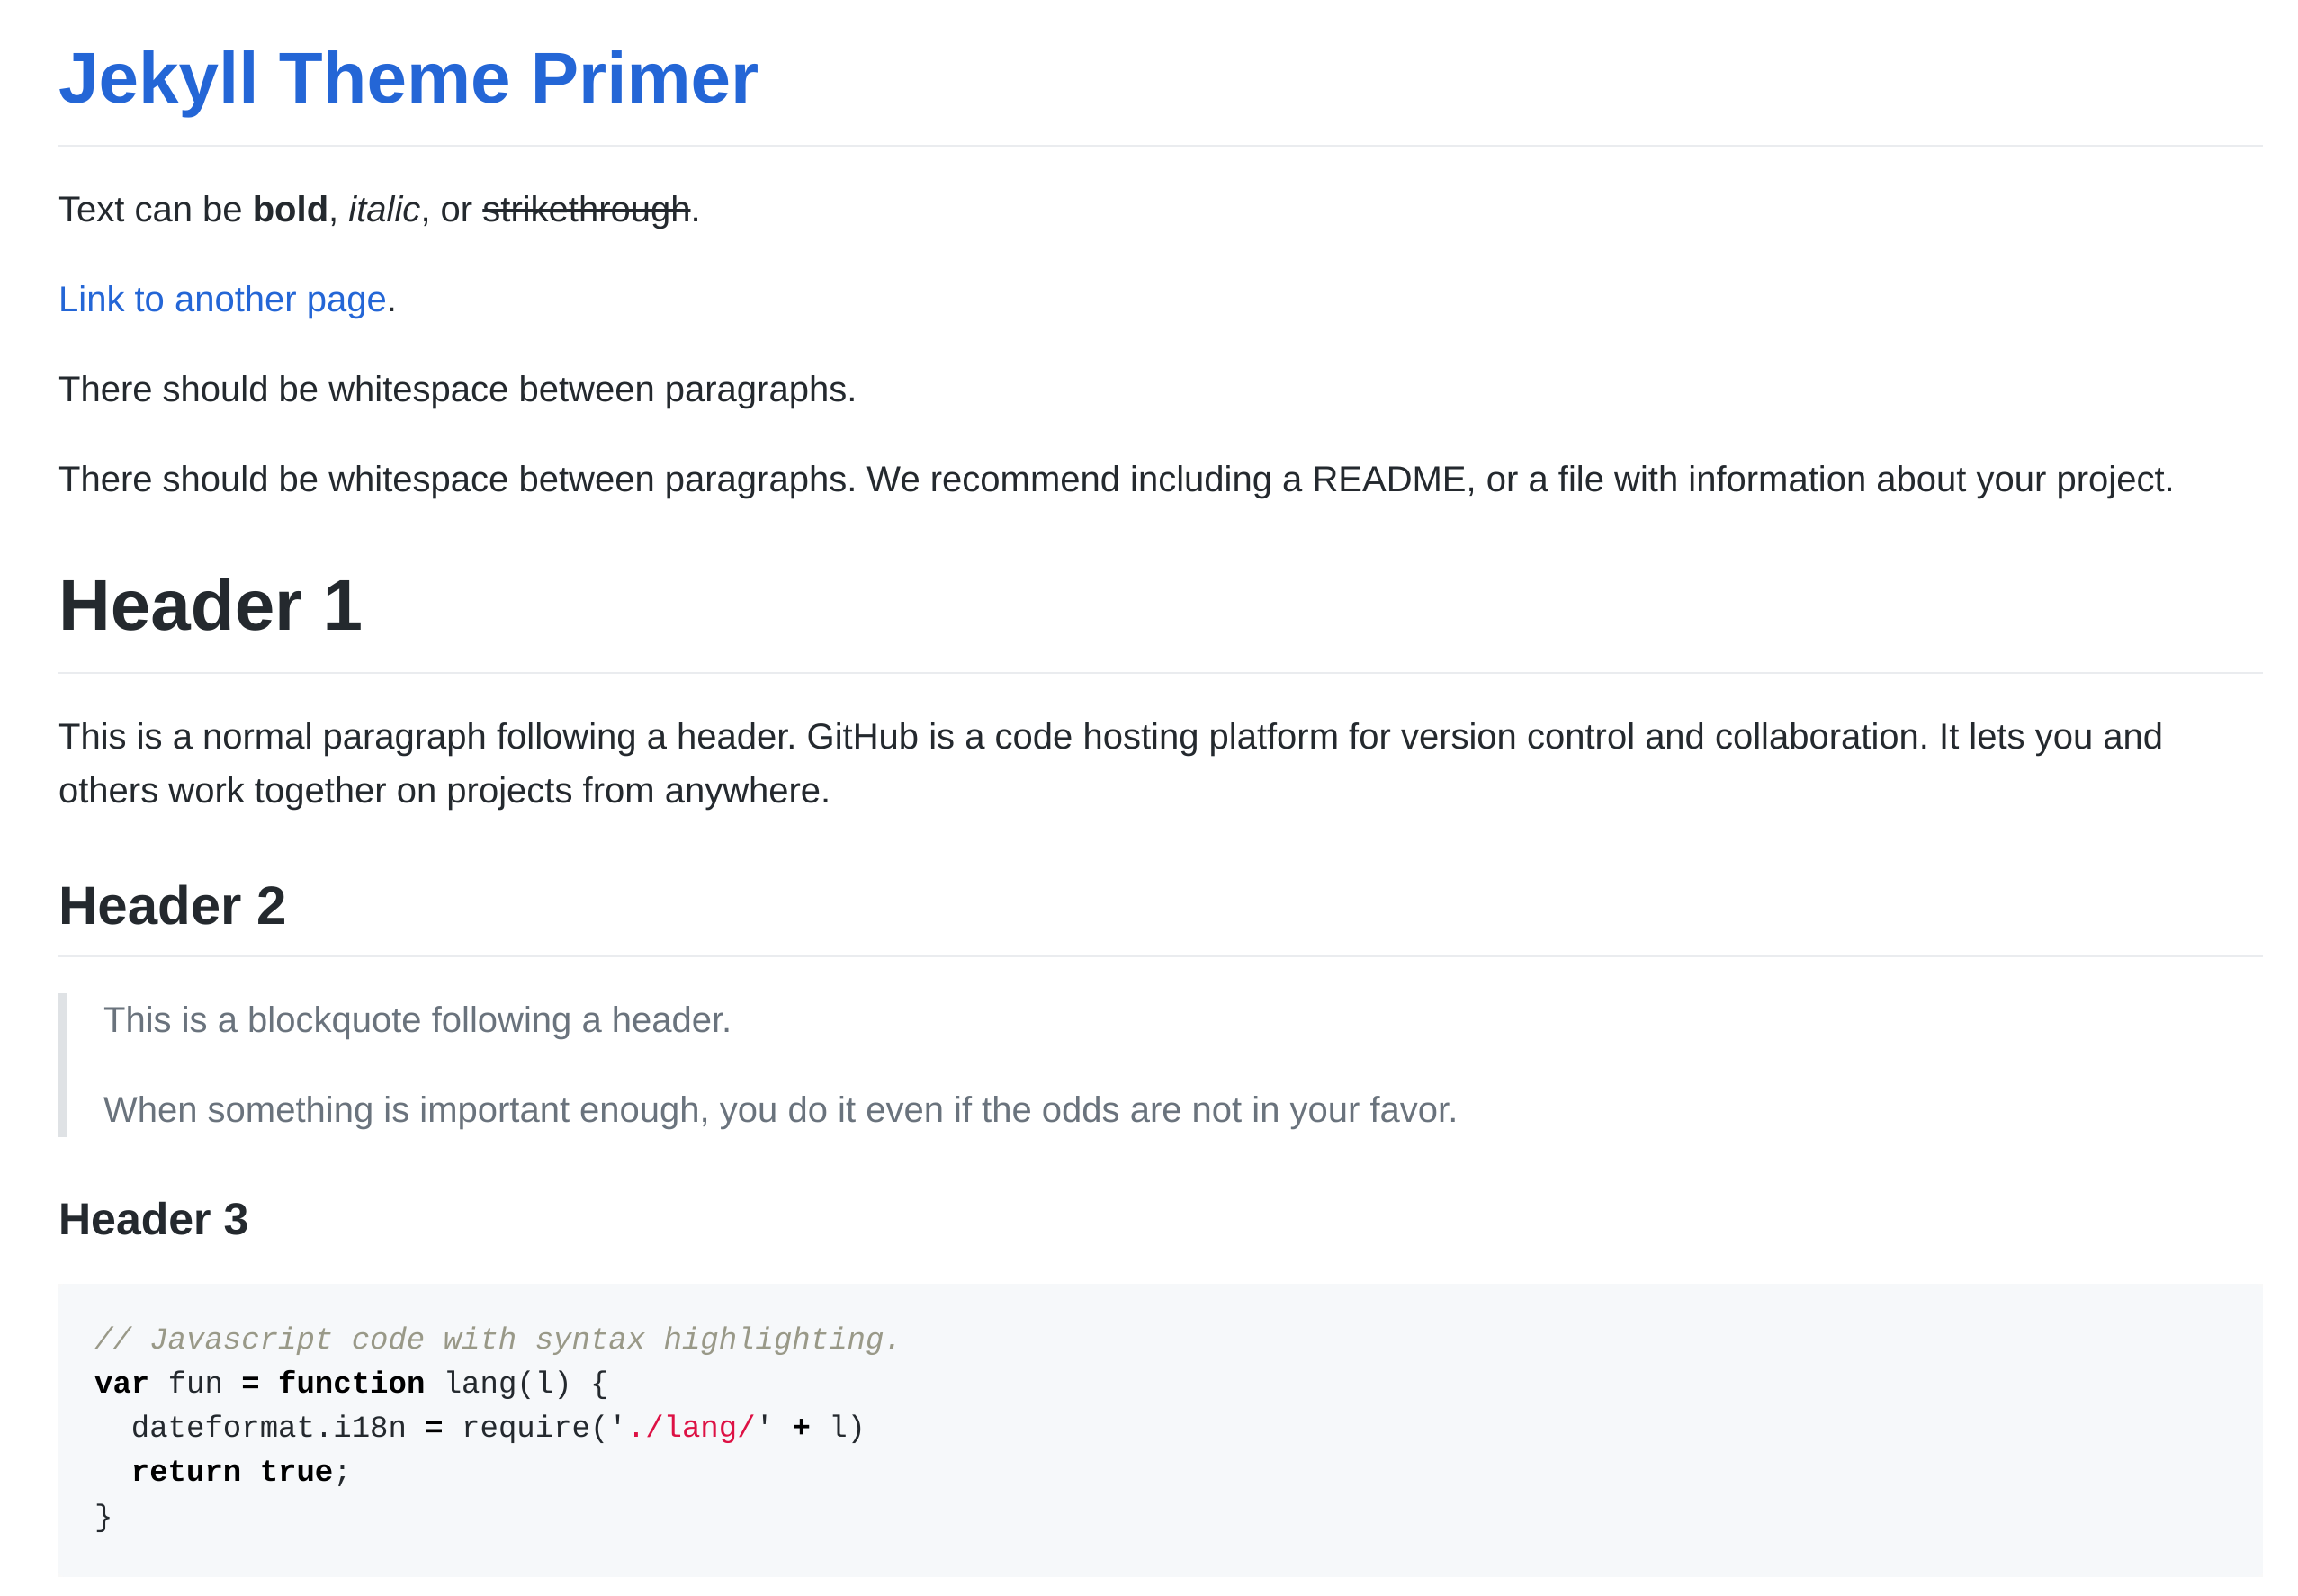 Jekyll Theme Primer
Text can be bold, italic, or strikethrough.
Link to another page.
There should be whitespace between paragraphs.
There should be whitespace between paragraphs. We recommend including a README, or a file with information about your project.
Header 1
This is a normal paragraph following a header. GitHub is a code hosting platform for version control and collaboration. It lets you and
others work together on projects from anywhere.
Header 2
This is a blockquote following a header.
When something is important enough, you do it even if the odds are not in your favor.
Header 3
// Javascript code with syntax highlighting.
var fun = function lang(l) {
  dateformat.i18n = require('./lang/' + l)
  return true;
}